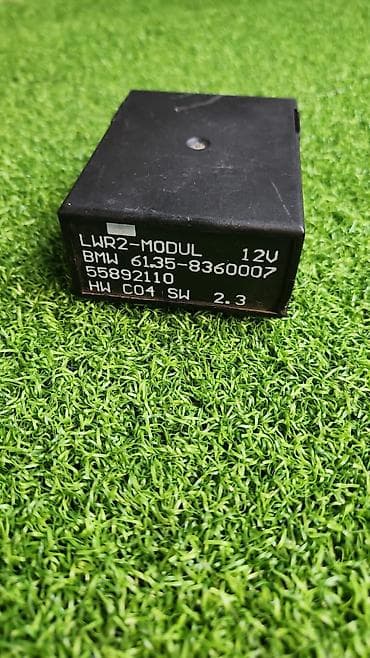 LWR2-MODUL 12V
BMW 61.35-8360007
55892110
HW C04 SW 2.3